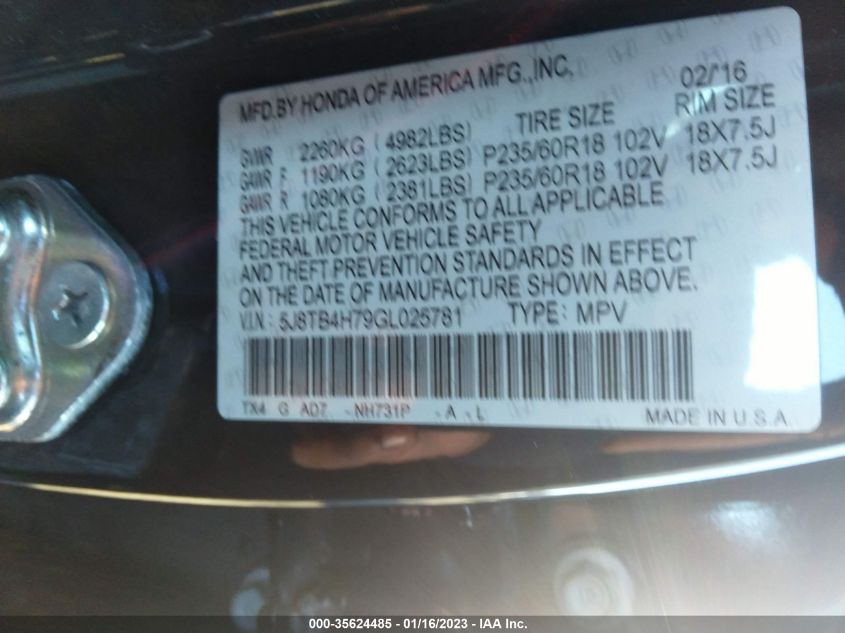 MFD.BY HONDA OF AMERICA MFG.,INC. 02/16
GVWR 2260KG (4982LBS) TIRE SIZE RIM SIZE
GAWR F 1190KG (2623LBS) P235/60R18 102V 18X7.5J
GAWR R 1080KG (2381LBS) P235/60R18 102V 18X7.5J
THIS VEHICLE CONFORMS TO ALL APPLICABLE
FEDERAL MOTOR VEHICLE SAFETY
AND THEFT PREVENTION STANDARDS IN EFFECT
ON THE DATE OF MANUFACTURE SHOWN ABOVE.
V.I.N.: 5J8TB4H79GL025781 TYPE: MPV
TX4 G AD7. -NH731P -A-L MADE IN U.S.A.
000-35624485 - 01/16/2023 - IAA Inc.